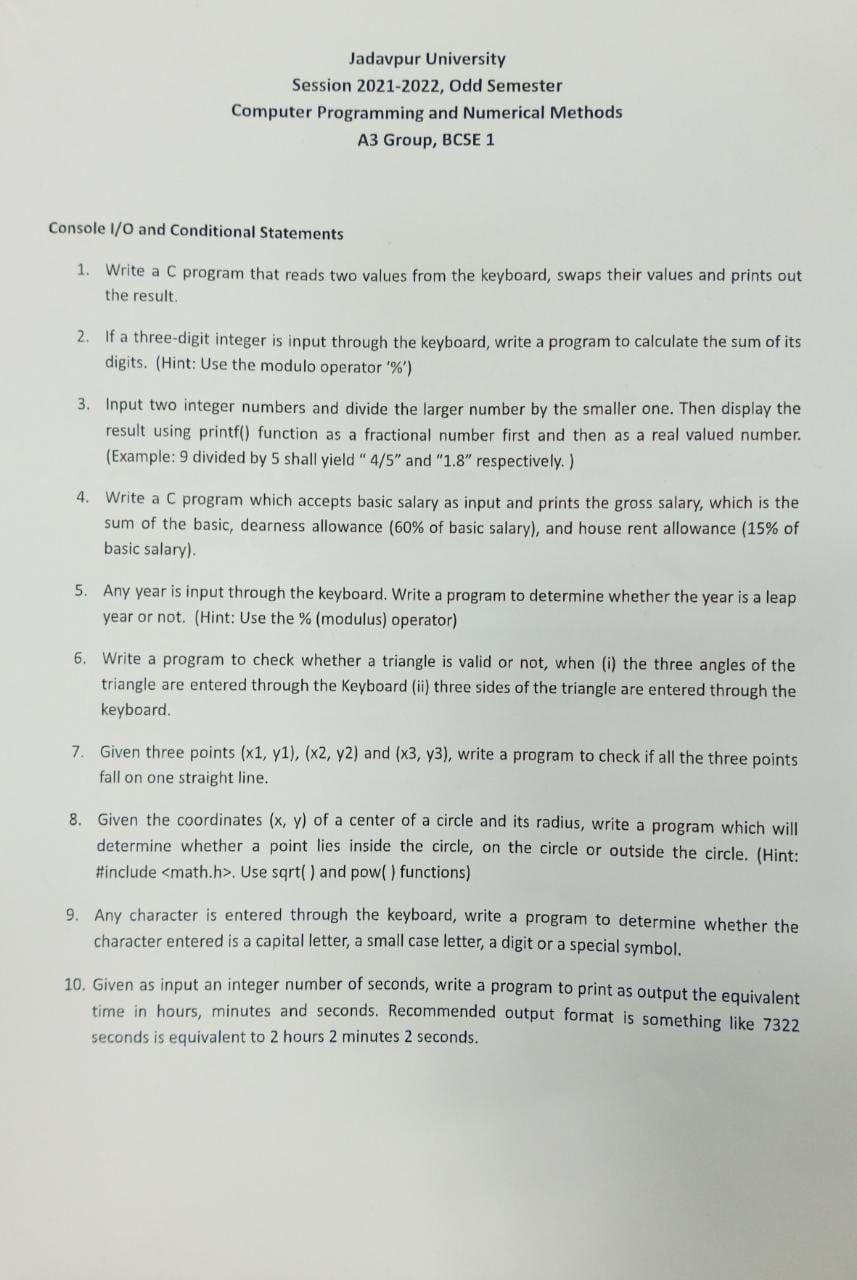 Jadavpur University
Session 2021-2022, Odd Semester
Computer Programming and Numerical Methods
A3 Group, BCSE 1
Console I/O and Conditional Statements
1. Write a C program that reads two values from the keyboard, swaps their values and prints out
the result.
2. If a three-digit integer is input through the keyboard, write a program to calculate the sum of its
digits. (Hint: Use the modulo operator '%')
3. Input two integer numbers and divide the larger number by the smaller one. Then display the
result using printf() function as a fractional number first and then as a real valued number.
(Example: 9 divided by 5 shall yield " 4/5" and "1.8" respectively. )
4. Write a C program which accepts basic salary as input and prints the gross salary, which is the
sum of the basic, dearness allowance (60% of basic salary), and house rent allowance (15% of
basic salary).
5. Any year is input through the keyboard. Write a program to determine whether the year is a leap
year or not. (Hint: Use the % (modulus) operator)
6. Write a program to check whether a triangle is valid or not, when (i) the three angles of the
triangle are entered through the Keyboard (ii) three sides of the triangle are entered through the
keyboard.
7. Given three points (x1, y1), (x2, y2) and (x3, y3), write a program to check if all the three points
fall on one straight line.
8. Given the coordinates (x, y) of a center of a circle and its radius, write a program which will
determine whether a point lies inside the circle, on the circle or outside the circle. (Hint:
#include <math.h>. Use sqrt( ) and pow( ) functions)
9. Any character is entered through the keyboard, write a program to determine whether the
character entered is a capital letter, a small case letter, a digit or a special symbol.
10. Given as input an integer number of seconds, write a program to print as output the equivalent
time in hours, minutes and seconds. Recommended output format is something like 7322
seconds is equivalent to 2 hours 2 minutes 2 seconds.